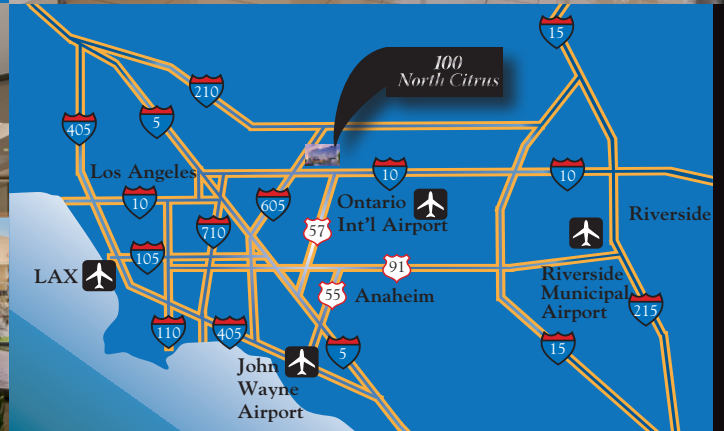 15
100
North Citrus
210
405
5
Los Angeles
10
10
10
605
Ontario
Int'l Airport
10
710
57
Riverside
105
91
LAX
55
Anaheim
Riverside
Municipal
Airport
110
405
215
5
15
John
Wayne
Airport